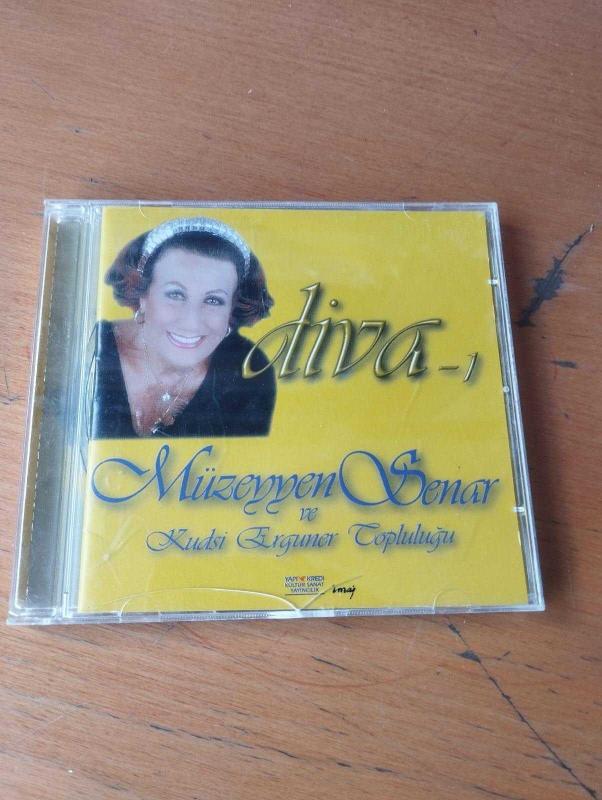 diva -1
Müzeyyen Senar
ve
Kudsi Erguner Topluluğu
YAPI KREDİ
KÜLTÜR SANAT
YAYINCILIK
imaj